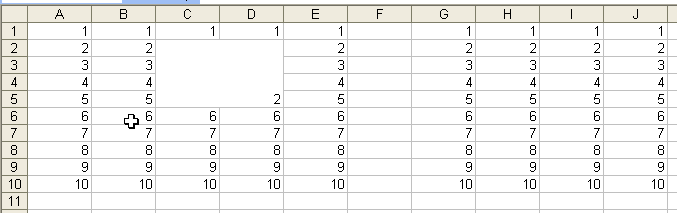 A B C D E F G H I J
1 1 1 1 1 1 1 1 1 1
2 2 2 2 2 2 2 2
3 3 3 3 3 3 3 3
4 4 4 4 4 4 4 4
5 5 5 2 5 5 5 5 5
6 6 6 6 6 6 6 6 6 6
7 7 7 7 7 7 7 7 7 7
8 8 8 8 8 8 8 8 8 8
9 9 9 9 9 9 9 9 9 9
10 10 10 10 10 10 10 10 10 10
11